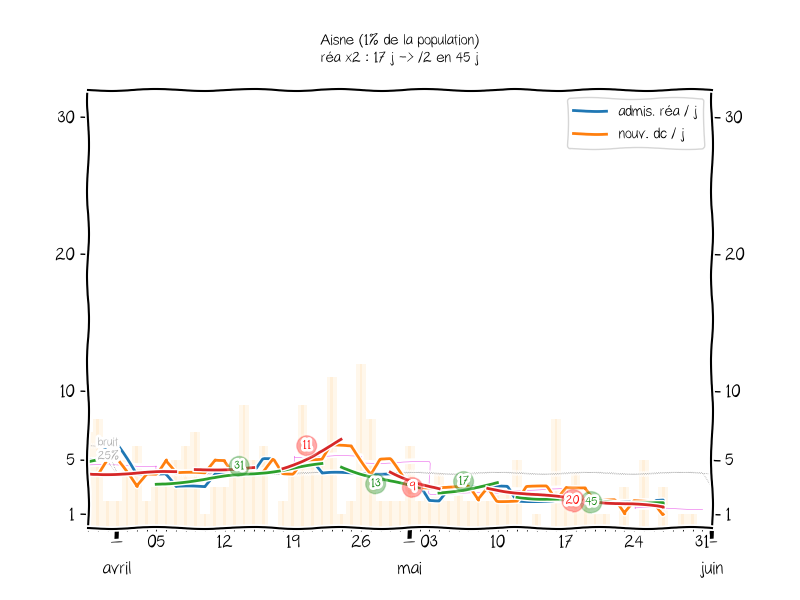 Aisne (1% de la population)
réa x2 : 17 j -> /2 en 45 j
admis. réa / j
nouv. dc / j
30
30
20
20
10
10
bruit
25%
5
5
1
1
11
31
13
9
17
20
45
05 12 19 26 03 10 17 24 31
avril mai juin